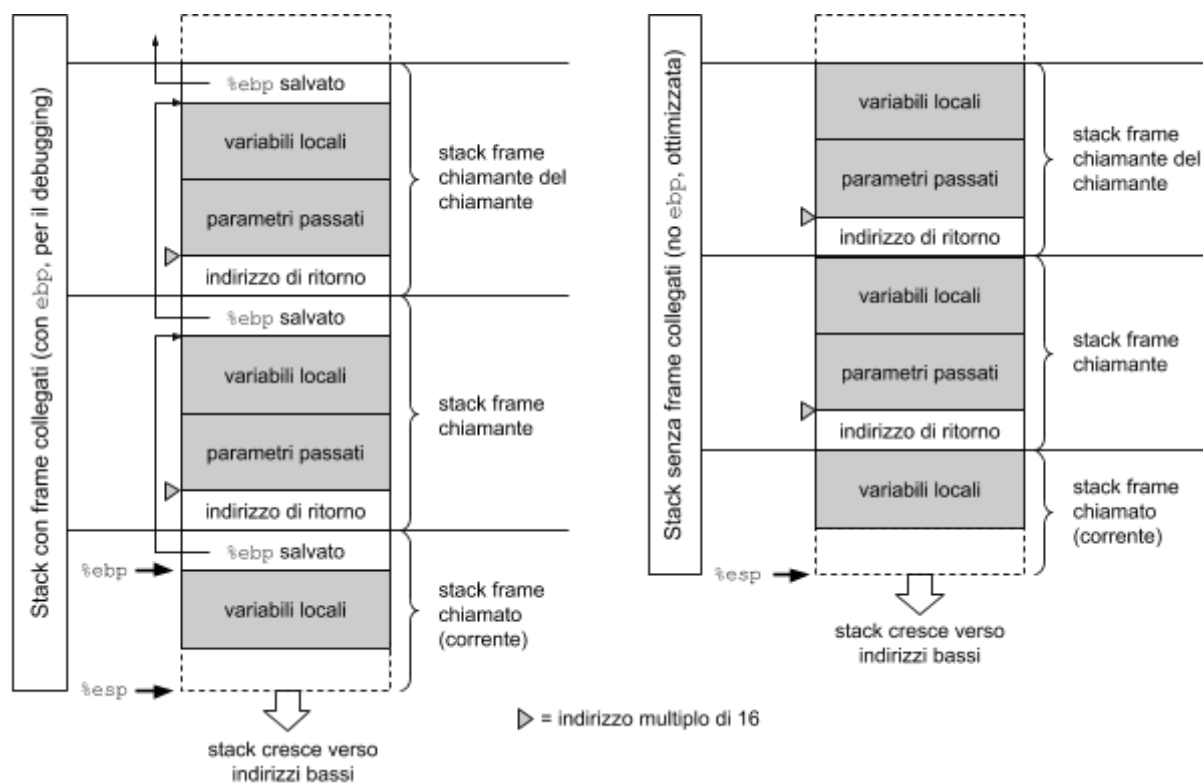 Stack con frame collegati (con ebp, per il debugging)
%ebp salvato
variabili locali
parametri passati
indirizzo di ritorno
stack frame
chiamante del
chiamante
%ebp salvato
variabili locali
parametri passati
indirizzo di ritorno
stack frame
chiamante
%ebp salvato
%ebp
variabili locali
stack frame
chiamato
(corrente)
%esp
stack cresce verso
indirizzi bassi
Stack senza frame collegati (no ebp, ottimizzata)
variabili locali
parametri passati
indirizzo di ritorno
stack frame
chiamante del
chiamante
variabili locali
parametri passati
indirizzo di ritorno
stack frame
chiamante
variabili locali
stack frame
chiamato
(corrente)
%esp
stack cresce verso
indirizzi bassi
= indirizzo multiplo di 16